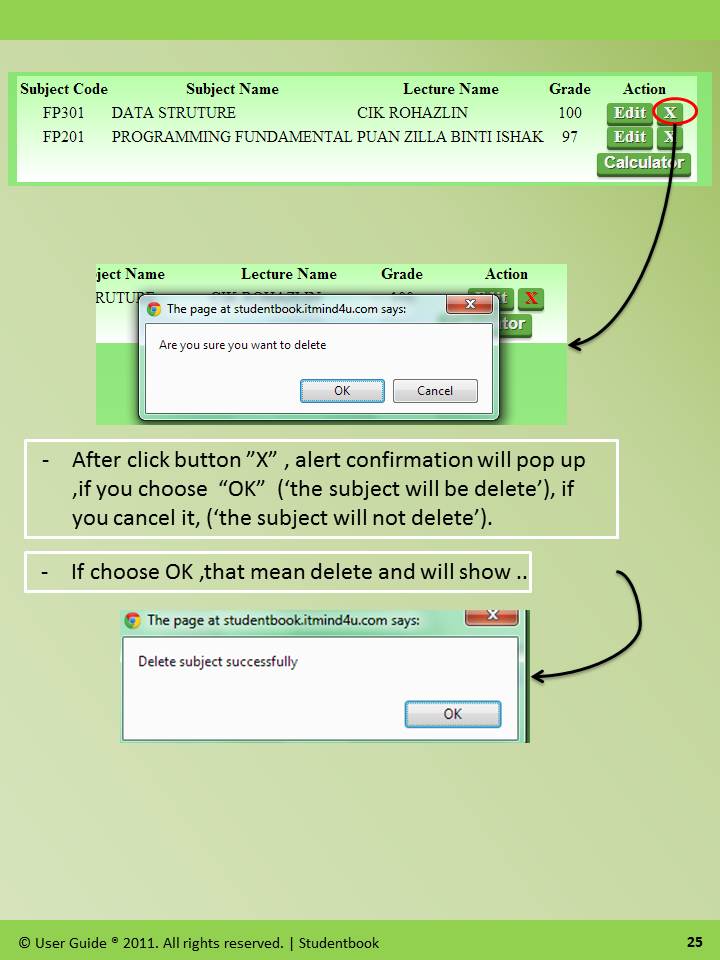 Subject Code Subject Name Lecture Name Grade Action
FP301 DATA STRUTURE CIK ROHAZLIN 100 Edit X
FP201 PROGRAMMING FUNDAMENTAL PUAN ZILLA BINTI ISHAK 97 Edit X
Calculator
ject Name Lecture Name Grade Action
RUTURE X
The page at studentbook.itmind4u.com says:
tor
Are you sure you want to delete
OK Cancel
- After click button ”X” , alert confirmation will pop up
,if you choose “OK” (‘the subject will be delete’), if
you cancel it, (‘the subject will not delete’).
- If choose OK ,that mean delete and will show ..
The page at studentbook.itmind4u.com says:
Delete subject successfully
OK
© User Guide ® 2011. All rights reserved. | Studentbook 25